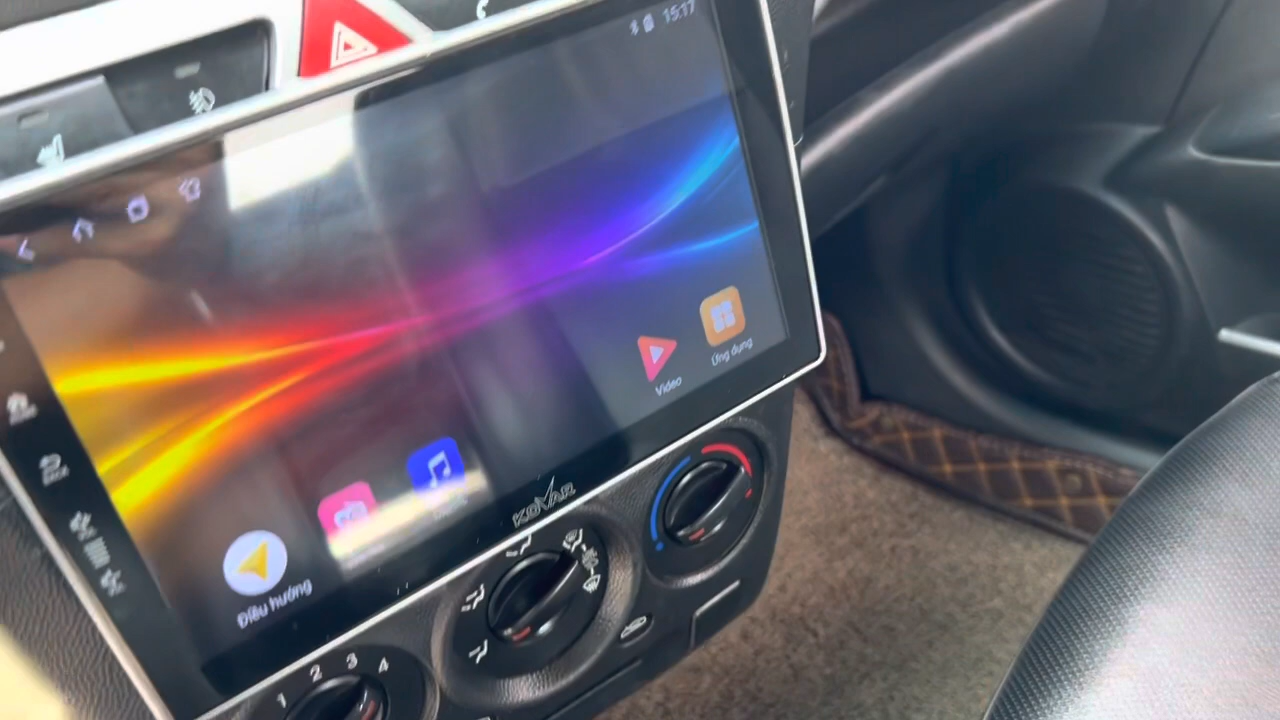 15:17
Video
Ứng dụng
Điều hướng
KOVAR
1 2 3 4